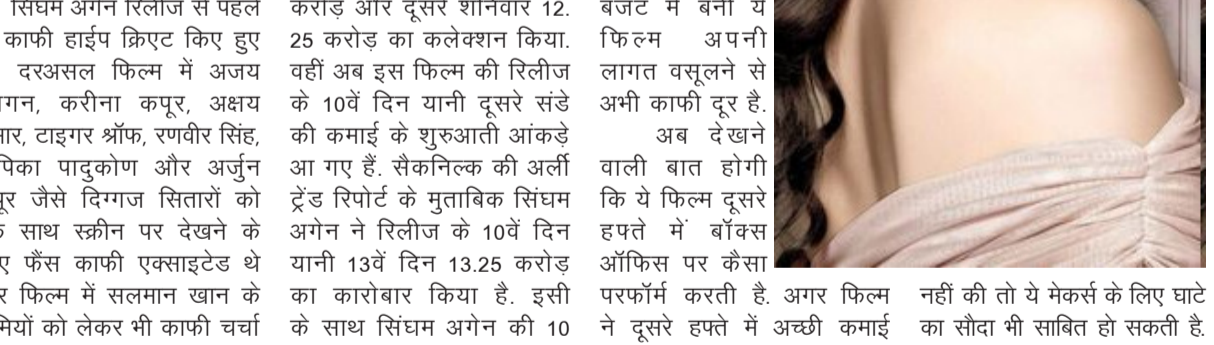 सिंघम अगेन रिलीज से पहले
काफी हाईप क्रिएट किए हुए
दरअसल फिल्म में अजय
करीना कपूर, अक्षय
टाइगर श्रॉफ, रणवीर सिंह,
पादुकोण और अर्जुन
जैसे दिग्गज सितारों को
साथ स्क्रीन पर देखने के
फैंस काफी एक्साइटेड थे
फिल्म में सलमान खान के
को लेकर भी काफी चर्चा
करोड़ और दूसरे शनिवार 12.
25 करोड़ का कलेक्शन किया.
वहीं अब इस फिल्म की रिलीज
के 10वें दिन यानी दूसरे संडे
की कमाई के शुरुआती आंकड़े
आ गए हैं. सैकनिल्क की अर्ली
ट्रेंड रिपोर्ट के मुताबिक सिंघम
अगेन ने रिलीज के 10वें दिन
यानी 13वें दिन 13.25 करोड़
का कारोबार किया है. इसी
के साथ सिंघम अगेन की 10
बजट में बनी ये
फिल्म अपनी
लागत वसूलने से
अभी काफी दूर है.
अब देखने
वाली बात होगी
कि ये फिल्म दूसरे
हफ्ते में बॉक्स
ऑफिस पर कैसा
परफॉर्म करती है. अगर फिल्म
ने दूसरे हफ्ते में अच्छी कमाई
नहीं की तो ये मेकर्स के लिए घाटे
का सौदा भी साबित हो सकती है.